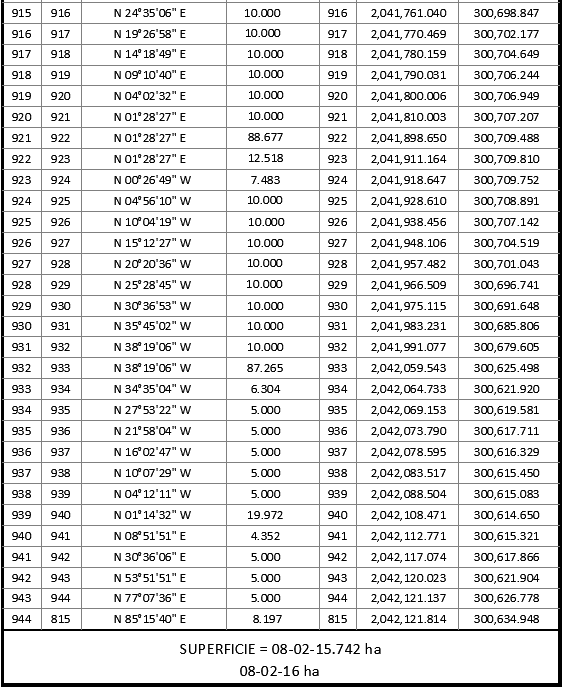 915 916 N 24°35'06" E 10.000 916 2,041,761.040 300,698.847
916 917 N 19°26'58" E 10.000 917 2,041,770.469 300,702.177
917 918 N 14°18'49" E 10.000 918 2,041,780.159 300,704.649
918 919 N 09°10'40" E 10.000 919 2,041,790.031 300,706.244
919 920 N 04°02'32" E 10.000 920 2,041,800.006 300,706.949
920 921 N 01°28'27" E 10.000 921 2,041,810.003 300,707.207
921 922 N 01°28'27" E 88.677 922 2,041,898.650 300,709.488
922 923 N 01°28'27" E 12.518 923 2,041,911.164 300,709.810
923 924 N 00°26'49" W 7.483 924 2,041,918.647 300,709.752
924 925 N 04°56'10" W 10.000 925 2,041,928.610 300,708.891
925 926 N 10°04'19" W 10.000 926 2,041,938.456 300,707.142
926 927 N 15°12'27" W 10.000 927 2,041,948.106 300,704.519
927 928 N 20°20'36" W 10.000 928 2,041,957.482 300,701.043
928 929 N 25°28'45" W 10.000 929 2,041,966.509 300,696.741
929 930 N 30°36'53" W 10.000 930 2,041,975.115 300,691.648
930 931 N 35°45'02" W 10.000 931 2,041,983.231 300,685.806
931 932 N 38°19'06" W 10.000 932 2,041,991.077 300,679.605
932 933 N 38°19'06" W 87.265 933 2,042,059.543 300,625.498
933 934 N 34°35'04" W 6.304 934 2,042,064.733 300,621.920
934 935 N 27°53'22" W 5.000 935 2,042,069.153 300,619.581
935 936 N 21°58'04" W 5.000 936 2,042,073.790 300,617.711
936 937 N 16°02'47" W 5.000 937 2,042,078.595 300,616.329
937 938 N 10°07'29" W 5.000 938 2,042,083.517 300,615.450
938 939 N 04°12'11" W 5.000 939 2,042,088.504 300,615.083
939 940 N 01°14'32" W 19.972 940 2,042,108.471 300,614.650
940 941 N 08°51'51" E 4.352 941 2,042,112.771 300,615.321
941 942 N 30°36'06" E 5.000 942 2,042,117.074 300,617.866
942 943 N 53°51'51" E 5.000 943 2,042,120.023 300,621.904
943 944 N 77°07'36" E 5.000 944 2,042,121.137 300,626.778
944 815 N 85°15'40" E 8.197 815 2,042,121.814 300,634.948
SUPERFICIE = 08-02-15.742 ha
08-02-16 ha